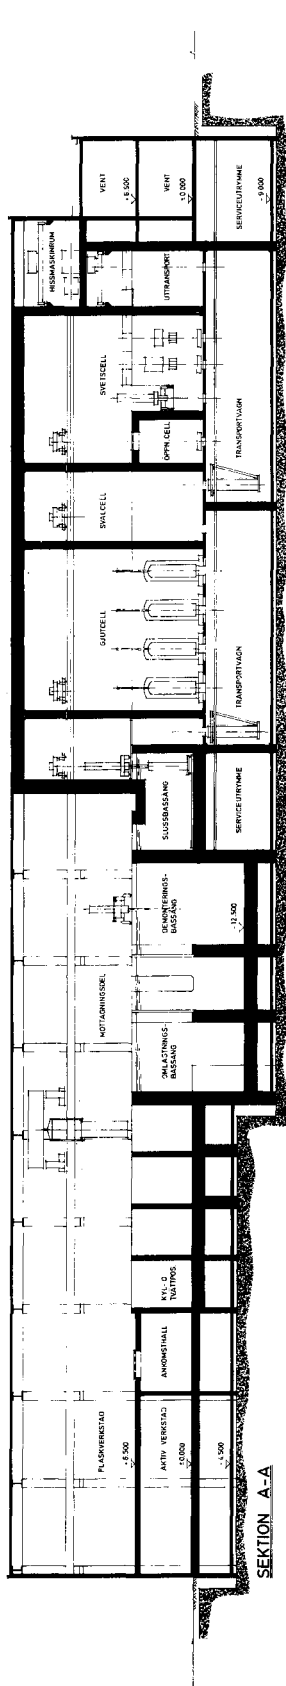 FLASKVERKSTAD
+6.500
AKTIV VERKSTAD
±0.000
-4.500
ANKOMSTHALL
KYL- O
TVÄTTPOS.
MOTTAGNINGSDEL
OMLASTNINGS-
BASSÄNG
DEMONTERINGS-
BASSÄNG
-12.500
SLUSSBASSÄNG
SERVICEUTRYMME
GJUTCELL
TRANSPORTVAGN
SVALCELL
SVETSCELL
ÖPPN.CELL
TRANSPORTVAGN
HISSMASKINRUM
UTTRANSPORT
VENT
+6.500
VENT
±0.000
SERVICEUTRYMME
-9.000
SEKTION A-A